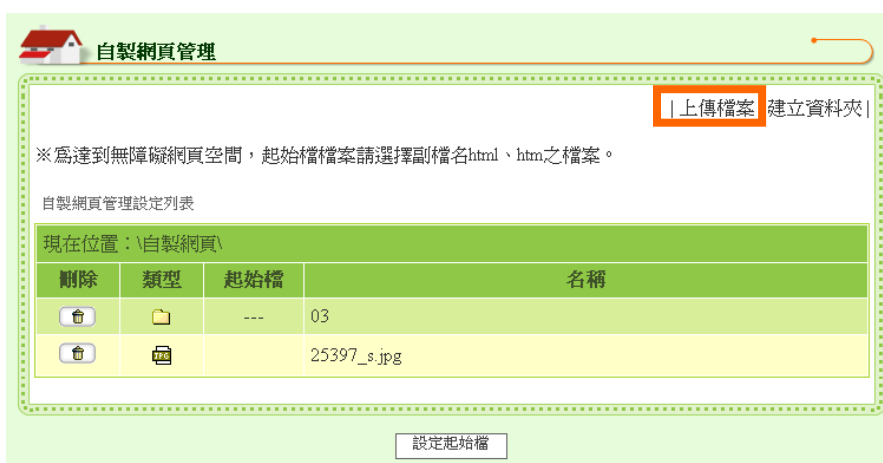 自製網頁管理
|上傳檔案 建立資料夾|
※為達到無障礙網頁空間，起始檔檔案請選擇副檔名html、htm之檔案。
自製網頁管理設定列表
現在位置：\自製網頁\
刪除 類型 起始檔 名稱
--- 03
JPG 25397_s.jpg
設定起始檔